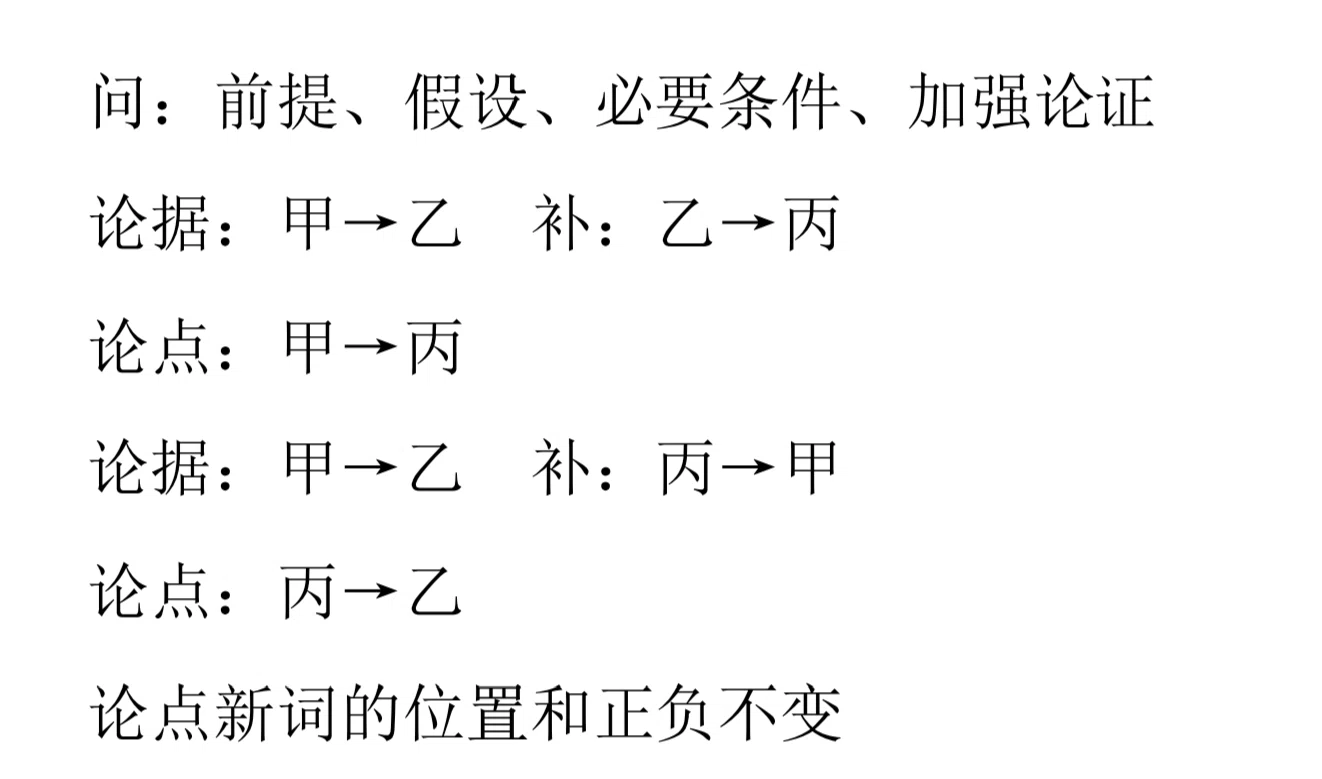 问：前提、假设、必要条件、加强论证
论据：甲→乙　补：乙→丙
论点：甲→丙
论据：甲→乙　补：丙→甲
论点：丙→乙
论点新词的位置和正负不变